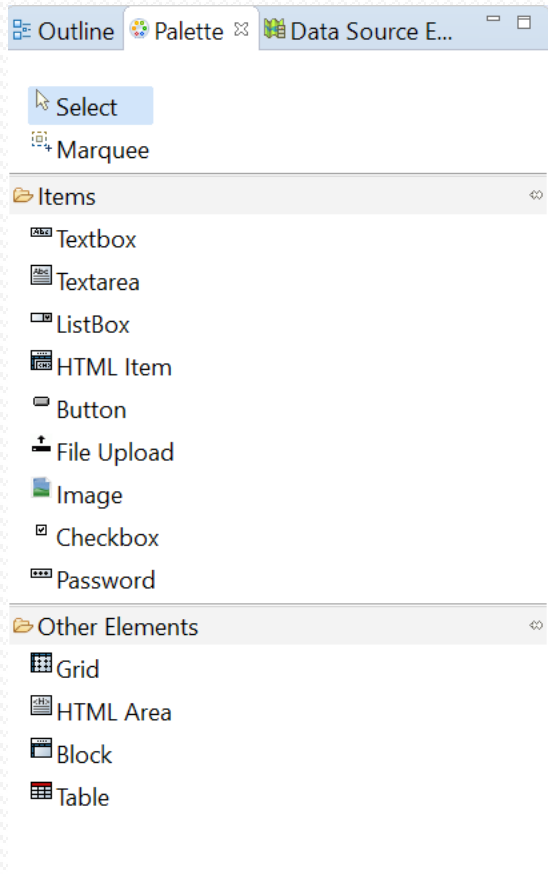 Outline Palette Data Source E...
Select
Marquee
Items
Textbox
Textarea
ListBox
HTML Item
Button
File Upload
Image
Checkbox
Password
Other Elements
Grid
HTML Area
Block
Table